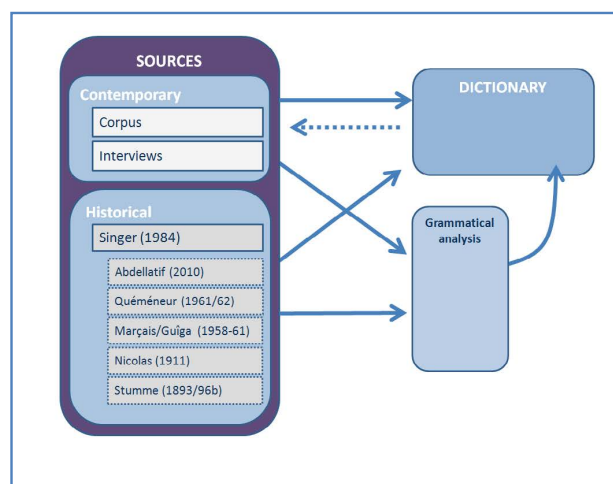 SOURCES
Contemporary
Corpus
Interviews
Historical
Singer (1984)
Abdellatif (2010)
Quéméneur (1961/62)
Marçais/Guîga (1958-61)
Nicolas (1911)
Stumme (1893/96b)
DICTIONARY
Grammatical
analysis